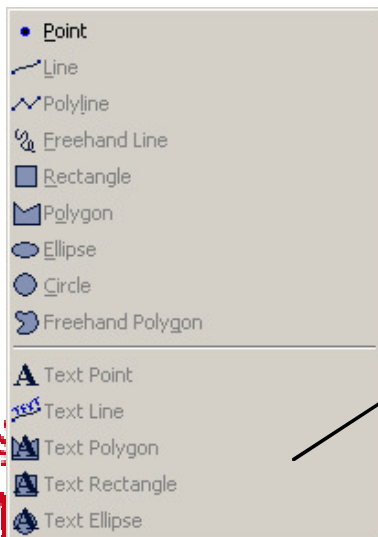 Point
Line
Polyline
Freehand Line
Rectangle
Polygon
Ellipse
Circle
Freehand Polygon
Text Point
Text Line
Text Polygon
Text Rectangle
Text Ellipse